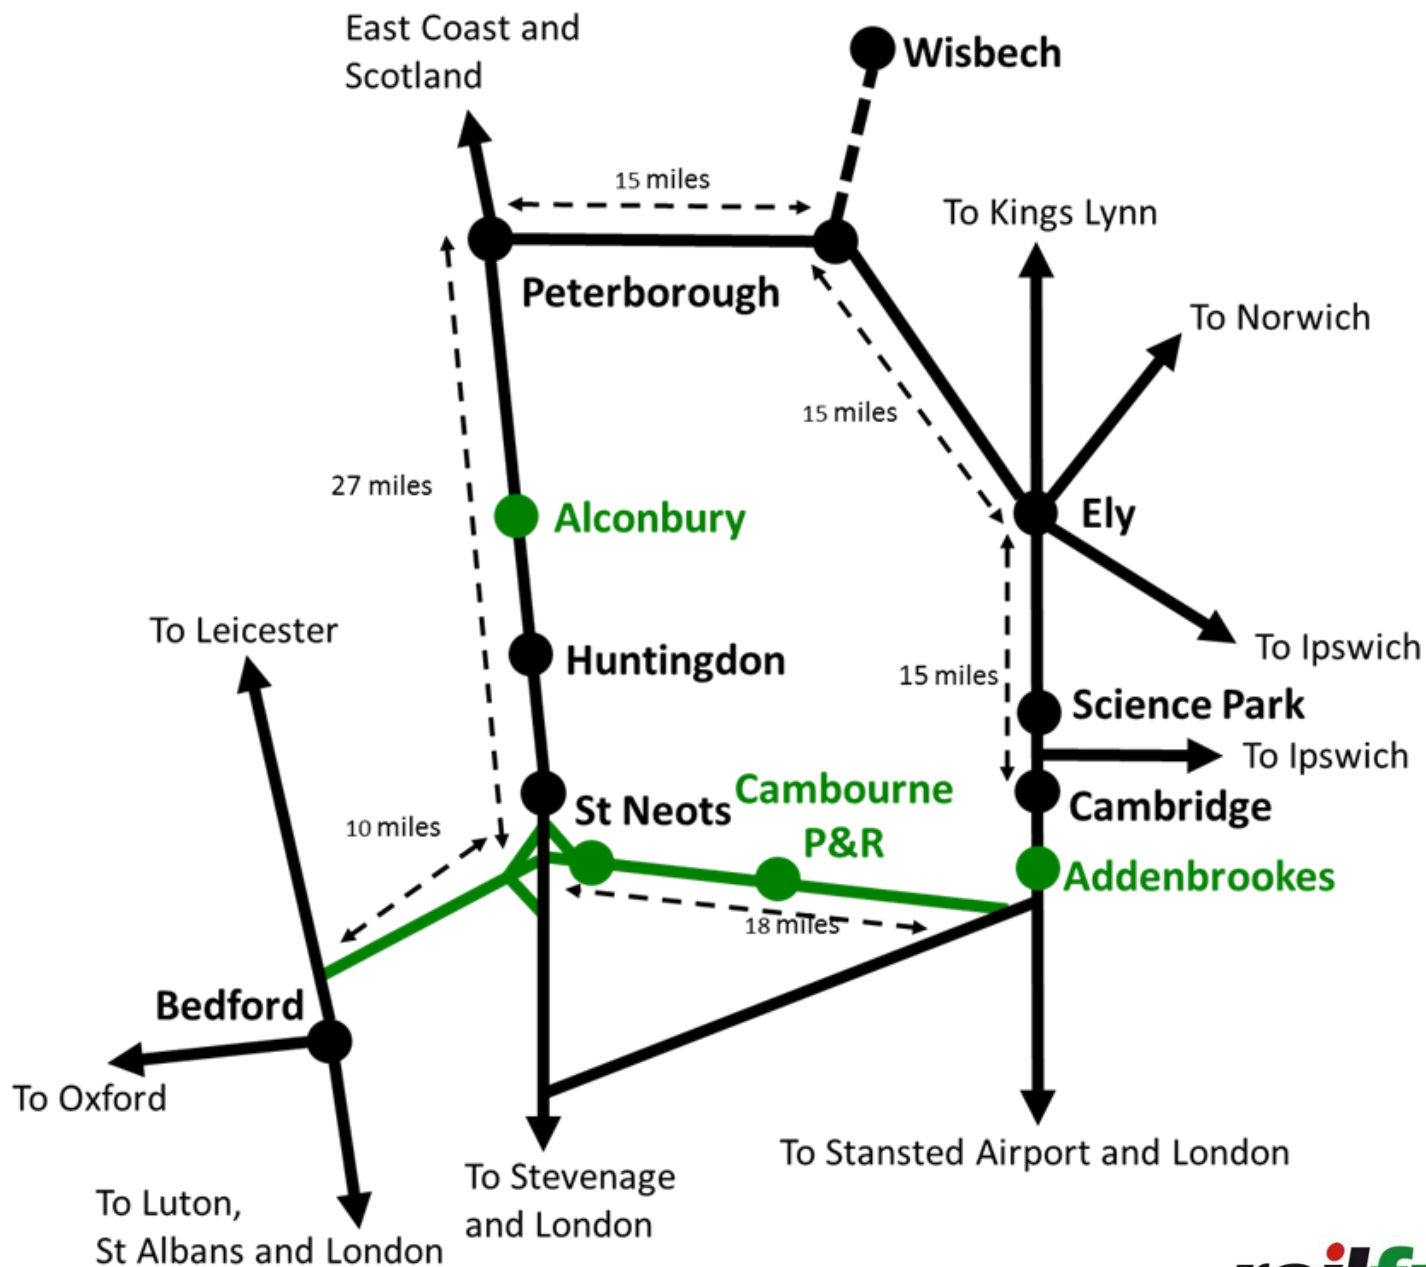 East Coast and
Scotland
Wisbech
15 miles
To Kings Lynn
Peterborough
To Norwich
15 miles
27 miles
Alconbury
Ely
To Leicester
Huntingdon
To Ipswich
15 miles
Science Park
To Ipswich
Cambourne
P&R
St Neots
Cambridge
10 miles
Addenbrookes
18 miles
Bedford
To Oxford
To Stansted Airport and London
To Stevenage
and London
To Luntil,
St Albans and London